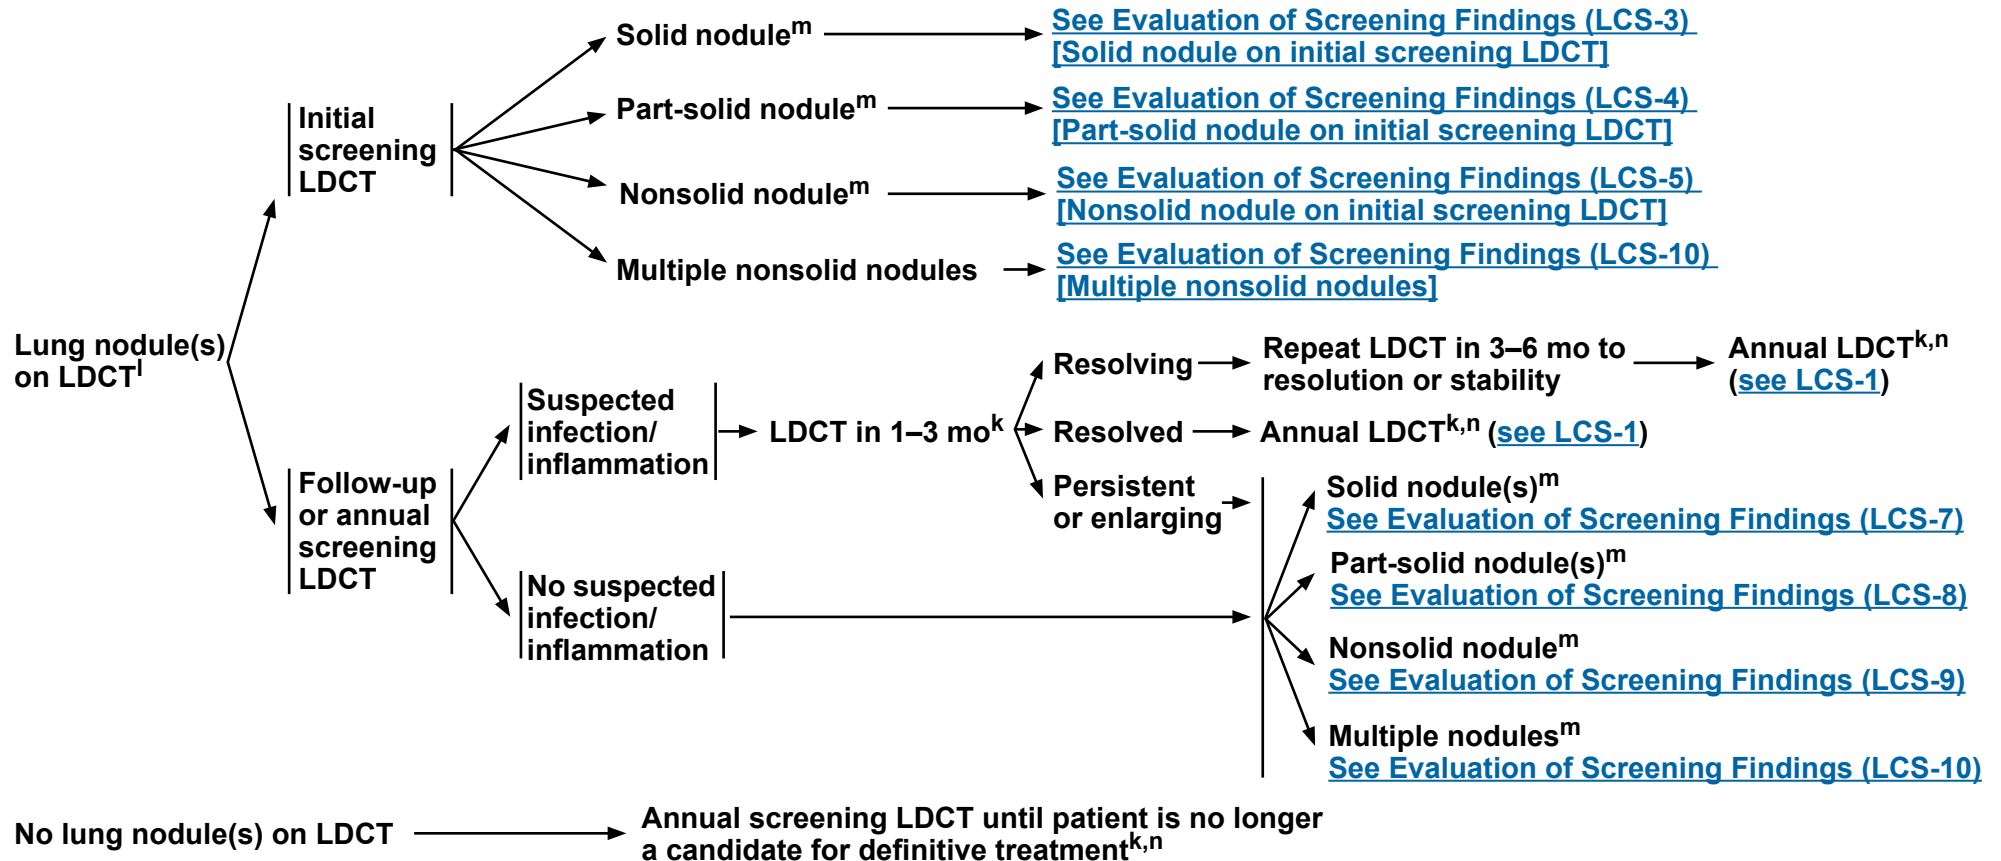 Solid nodule^m
See Evaluation of Screening Findings (LCS-3)
[Solid nodule on initial screening LDCT]
Initial
screening
LDCT
Part-solid nodule^m
See Evaluation of Screening Findings (LCS-4)
[Part-solid nodule on initial screening LDCT]
Nonsolid nodule^m
See Evaluation of Screening Findings (LCS-5)
[Nonsolid nodule on initial screening LDCT]
Multiple nonsolid nodules
See Evaluation of Screening Findings (LCS-10)
[Multiple nonsolid nodules]
Lung nodule(s)
on LDCT^l
Follow-up
or annual
screening
LDCT
Suspected
infection/
inflammation
LDCT in 1–3 mo^k
Resolving
Repeat LDCT in 3–6 mo to
resolution or stability
Annual LDCT^k,n
(see LCS-1)
Resolved
Annual LDCT^k,n (see LCS-1)
Persistent
or enlarging
No suspected
infection/
inflammation
Solid nodule(s)^m
See Evaluation of Screening Findings (LCS-7)
Part-solid nodule(s)^m
See Evaluation of Screening Findings (LCS-8)
Nonsolid nodule^m
See Evaluation of Screening Findings (LCS-9)
Multiple nodules^m
See Evaluation of Screening Findings (LCS-10)
No lung nodule(s) on LDCT
Annual screening LDCT until patient is no longer
a candidate for definitive treatment^k,n